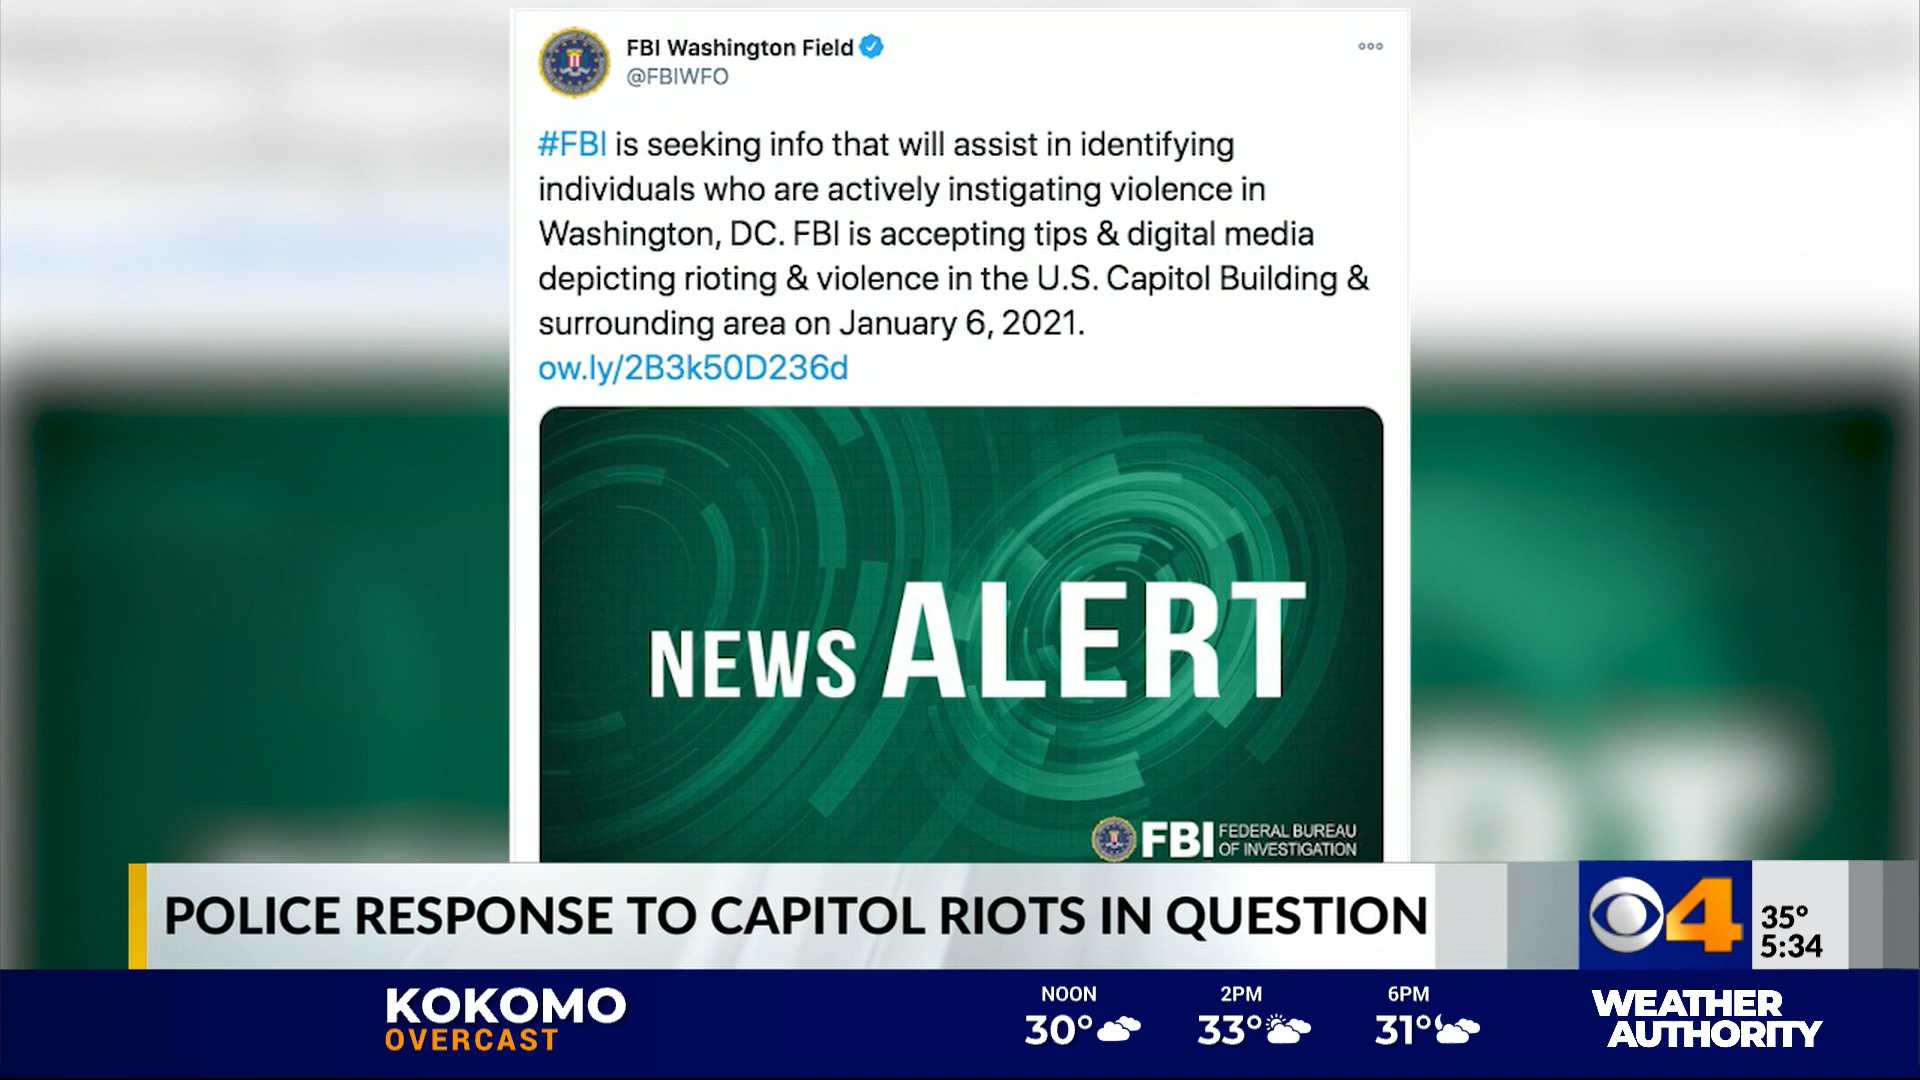 FBI Washington Field
@FBIWFO
#FBI is seeking info that will assist in identifying
individuals who are actively instigating violence in
Washington, DC. FBI is accepting tips & digital media
depicting rioting & violence in the U.S. Capitol Building &
surrounding area on January 6, 2021.
ow.ly/2B3k50D236d
NEWS ALERT
FBI FEDERAL BUREAU
OF INVESTIGATION
POLICE RESPONSE TO CAPITOL RIOTS IN QUESTION
4
35°
5:34
KOKOMO
OVERCAST
NOON
30°
2PM
33°
6PM
31°
WEATHER
AUTHORITY